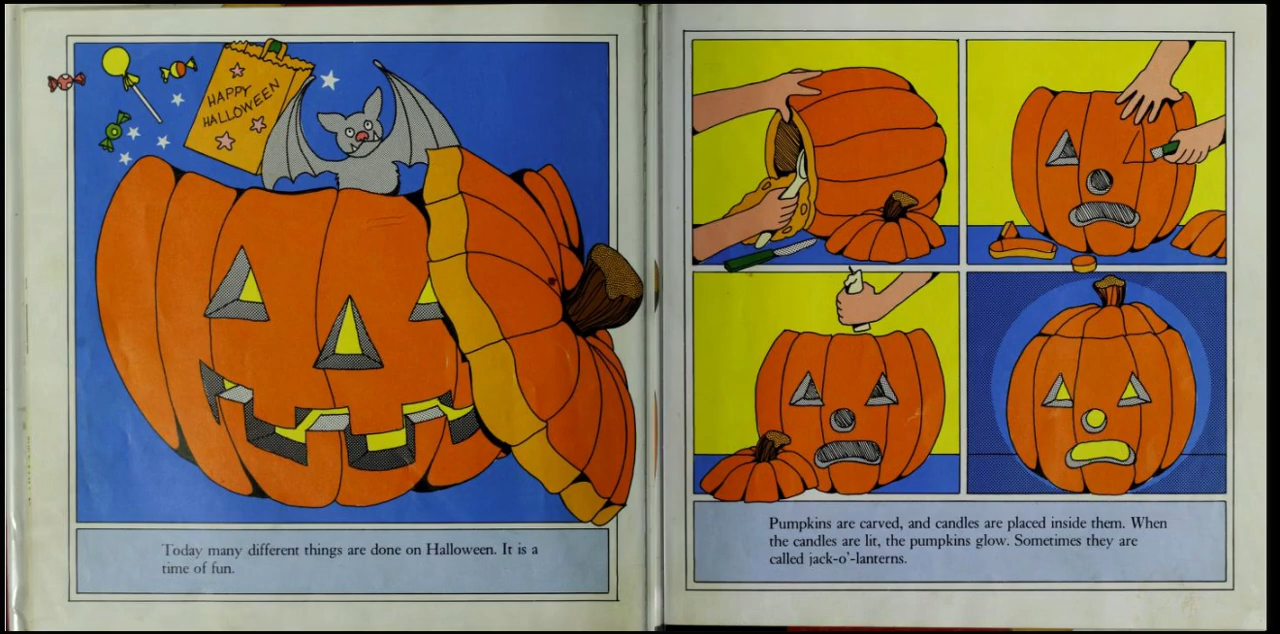 HAPPY
HALLOWEEN
Today many different things are done on Halloween. It is a
time of fun.
Pumpkins are carved, and candles are placed inside them. When
the candles are lit, the pumpkins glow. Sometimes they are
called jack-o'-lanterns.